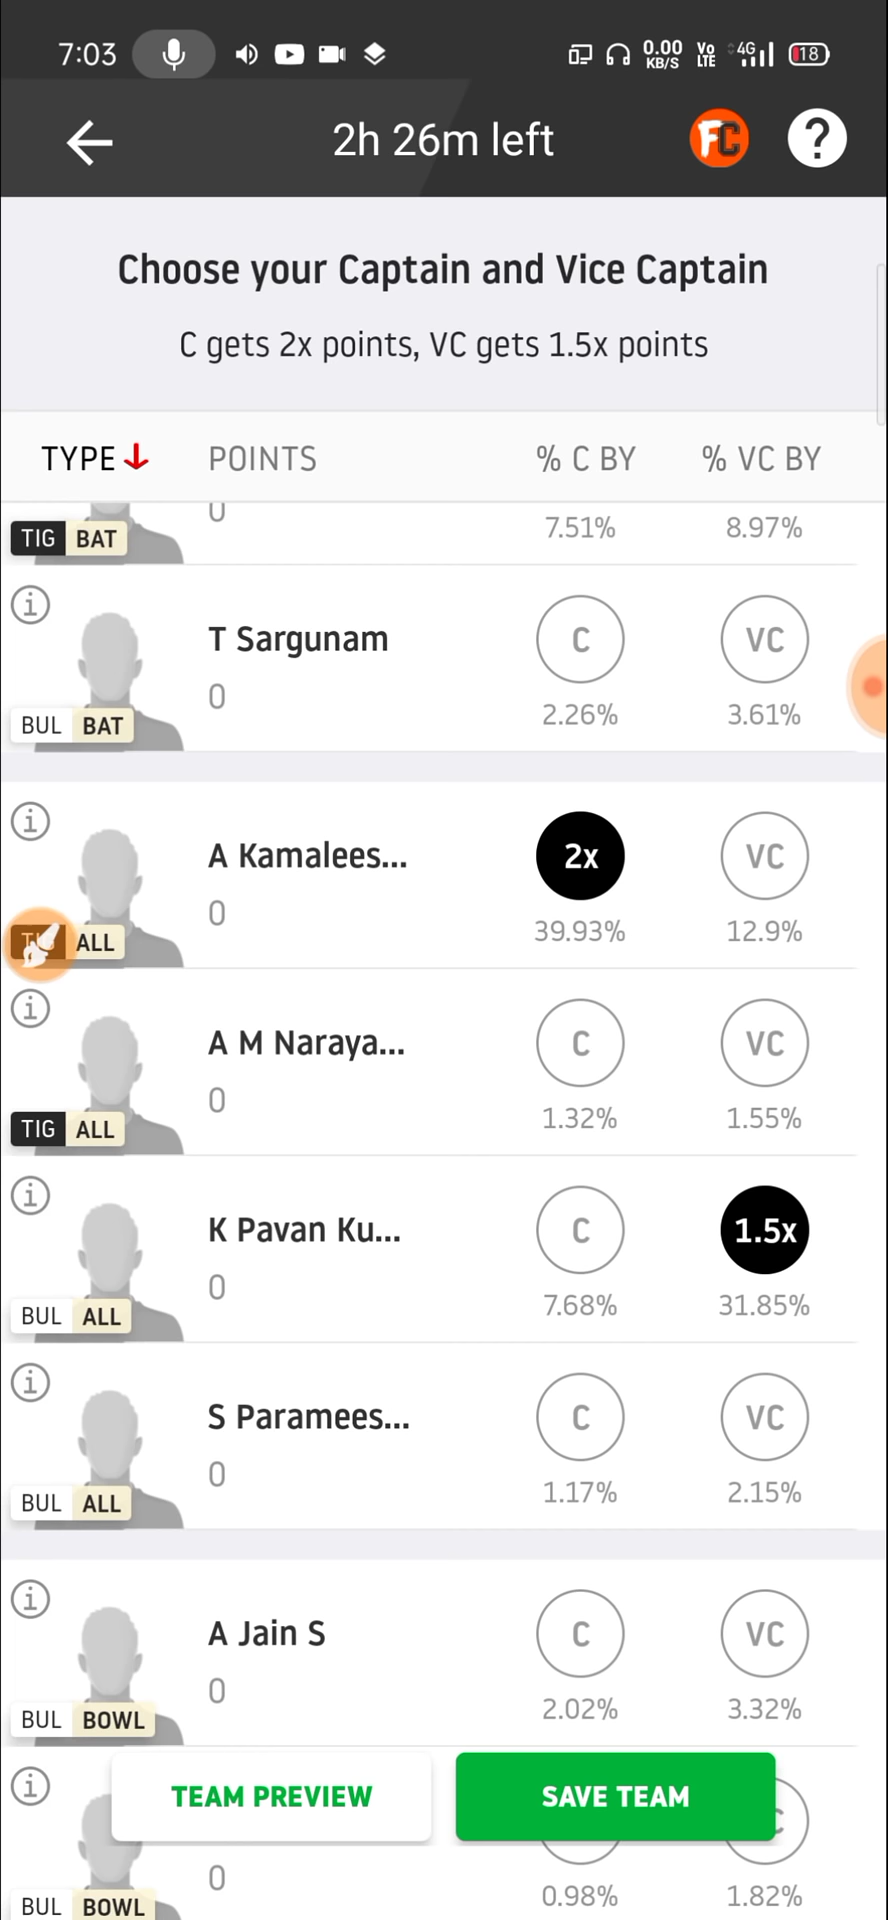 7:03
0.00 KB/S
Vo LTE
4G
18
2h 26m left
FC
?
Choose your Captain and Vice Captain
C gets 2x points, VC gets 1.5x points
TYPE POINTS % C BY % VC BY
0 7.51% 8.97%
TIG BAT
T Sargunam C VC
0 2.26% 3.61%
BUL BAT
A Kamalees... 2x VC
0 39.93% 12.9%
ALL
A M Naraya... C VC
0 1.32% 1.55%
TIG ALL
K Pavan Ku... C 1.5x
0 7.68% 31.85%
BUL ALL
S Paramees... C VC
0 1.17% 2.15%
BUL ALL
A Jain S C VC
0 2.02% 3.32%
BUL BOWL
TEAM PREVIEW SAVE TEAM
0 0.98% 1.82%
BUL BOWL